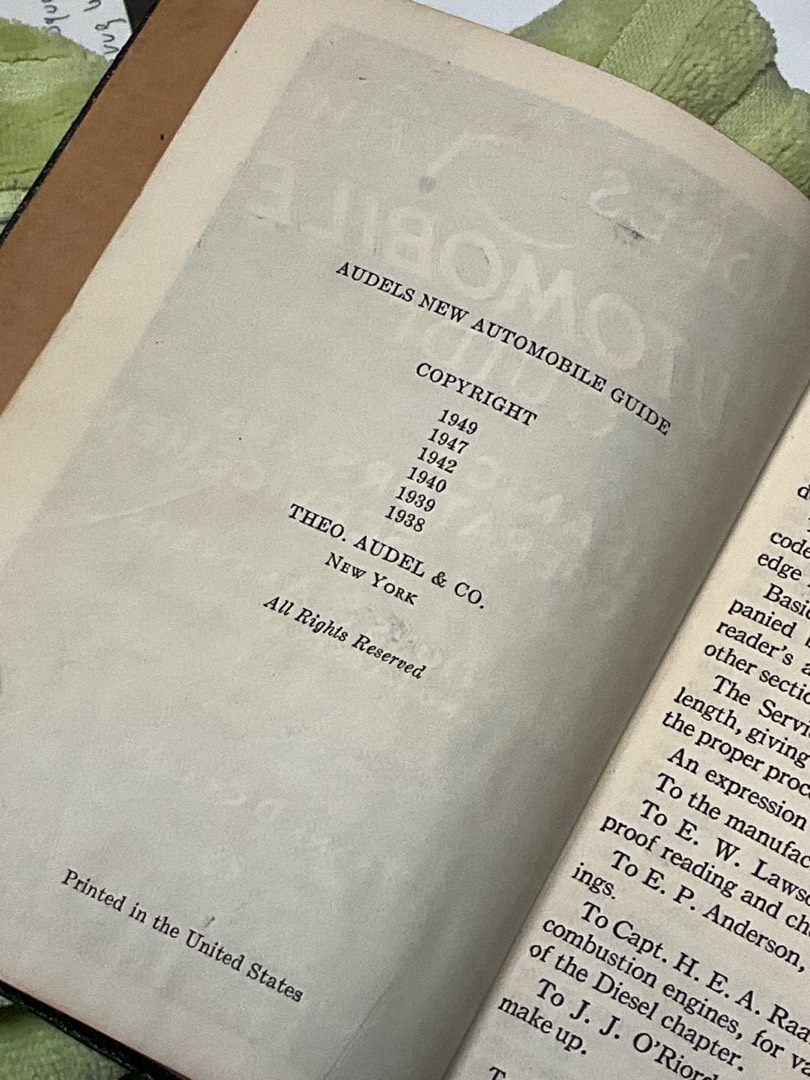 AUDELS NEW AUTOMOBILE GUIDE
COPYRIGHT
1949
1947
1942
1940
1939
1938
THEO. AUDEL & CO.
NEW YORK
All Rights Reserved
Printed in the United States
code
edge
Basic
panied
reader's a
other sectio
The Servi
length, giving
the proper proc
An expression
To the manufac
To E. W. Lawso
proof reading and che
To E. P. Anderson,
ings.
To Capt. H. E. A. Raa
combustion engines, for va
of the Diesel chapter.
To J. J. O'Riord
make up.